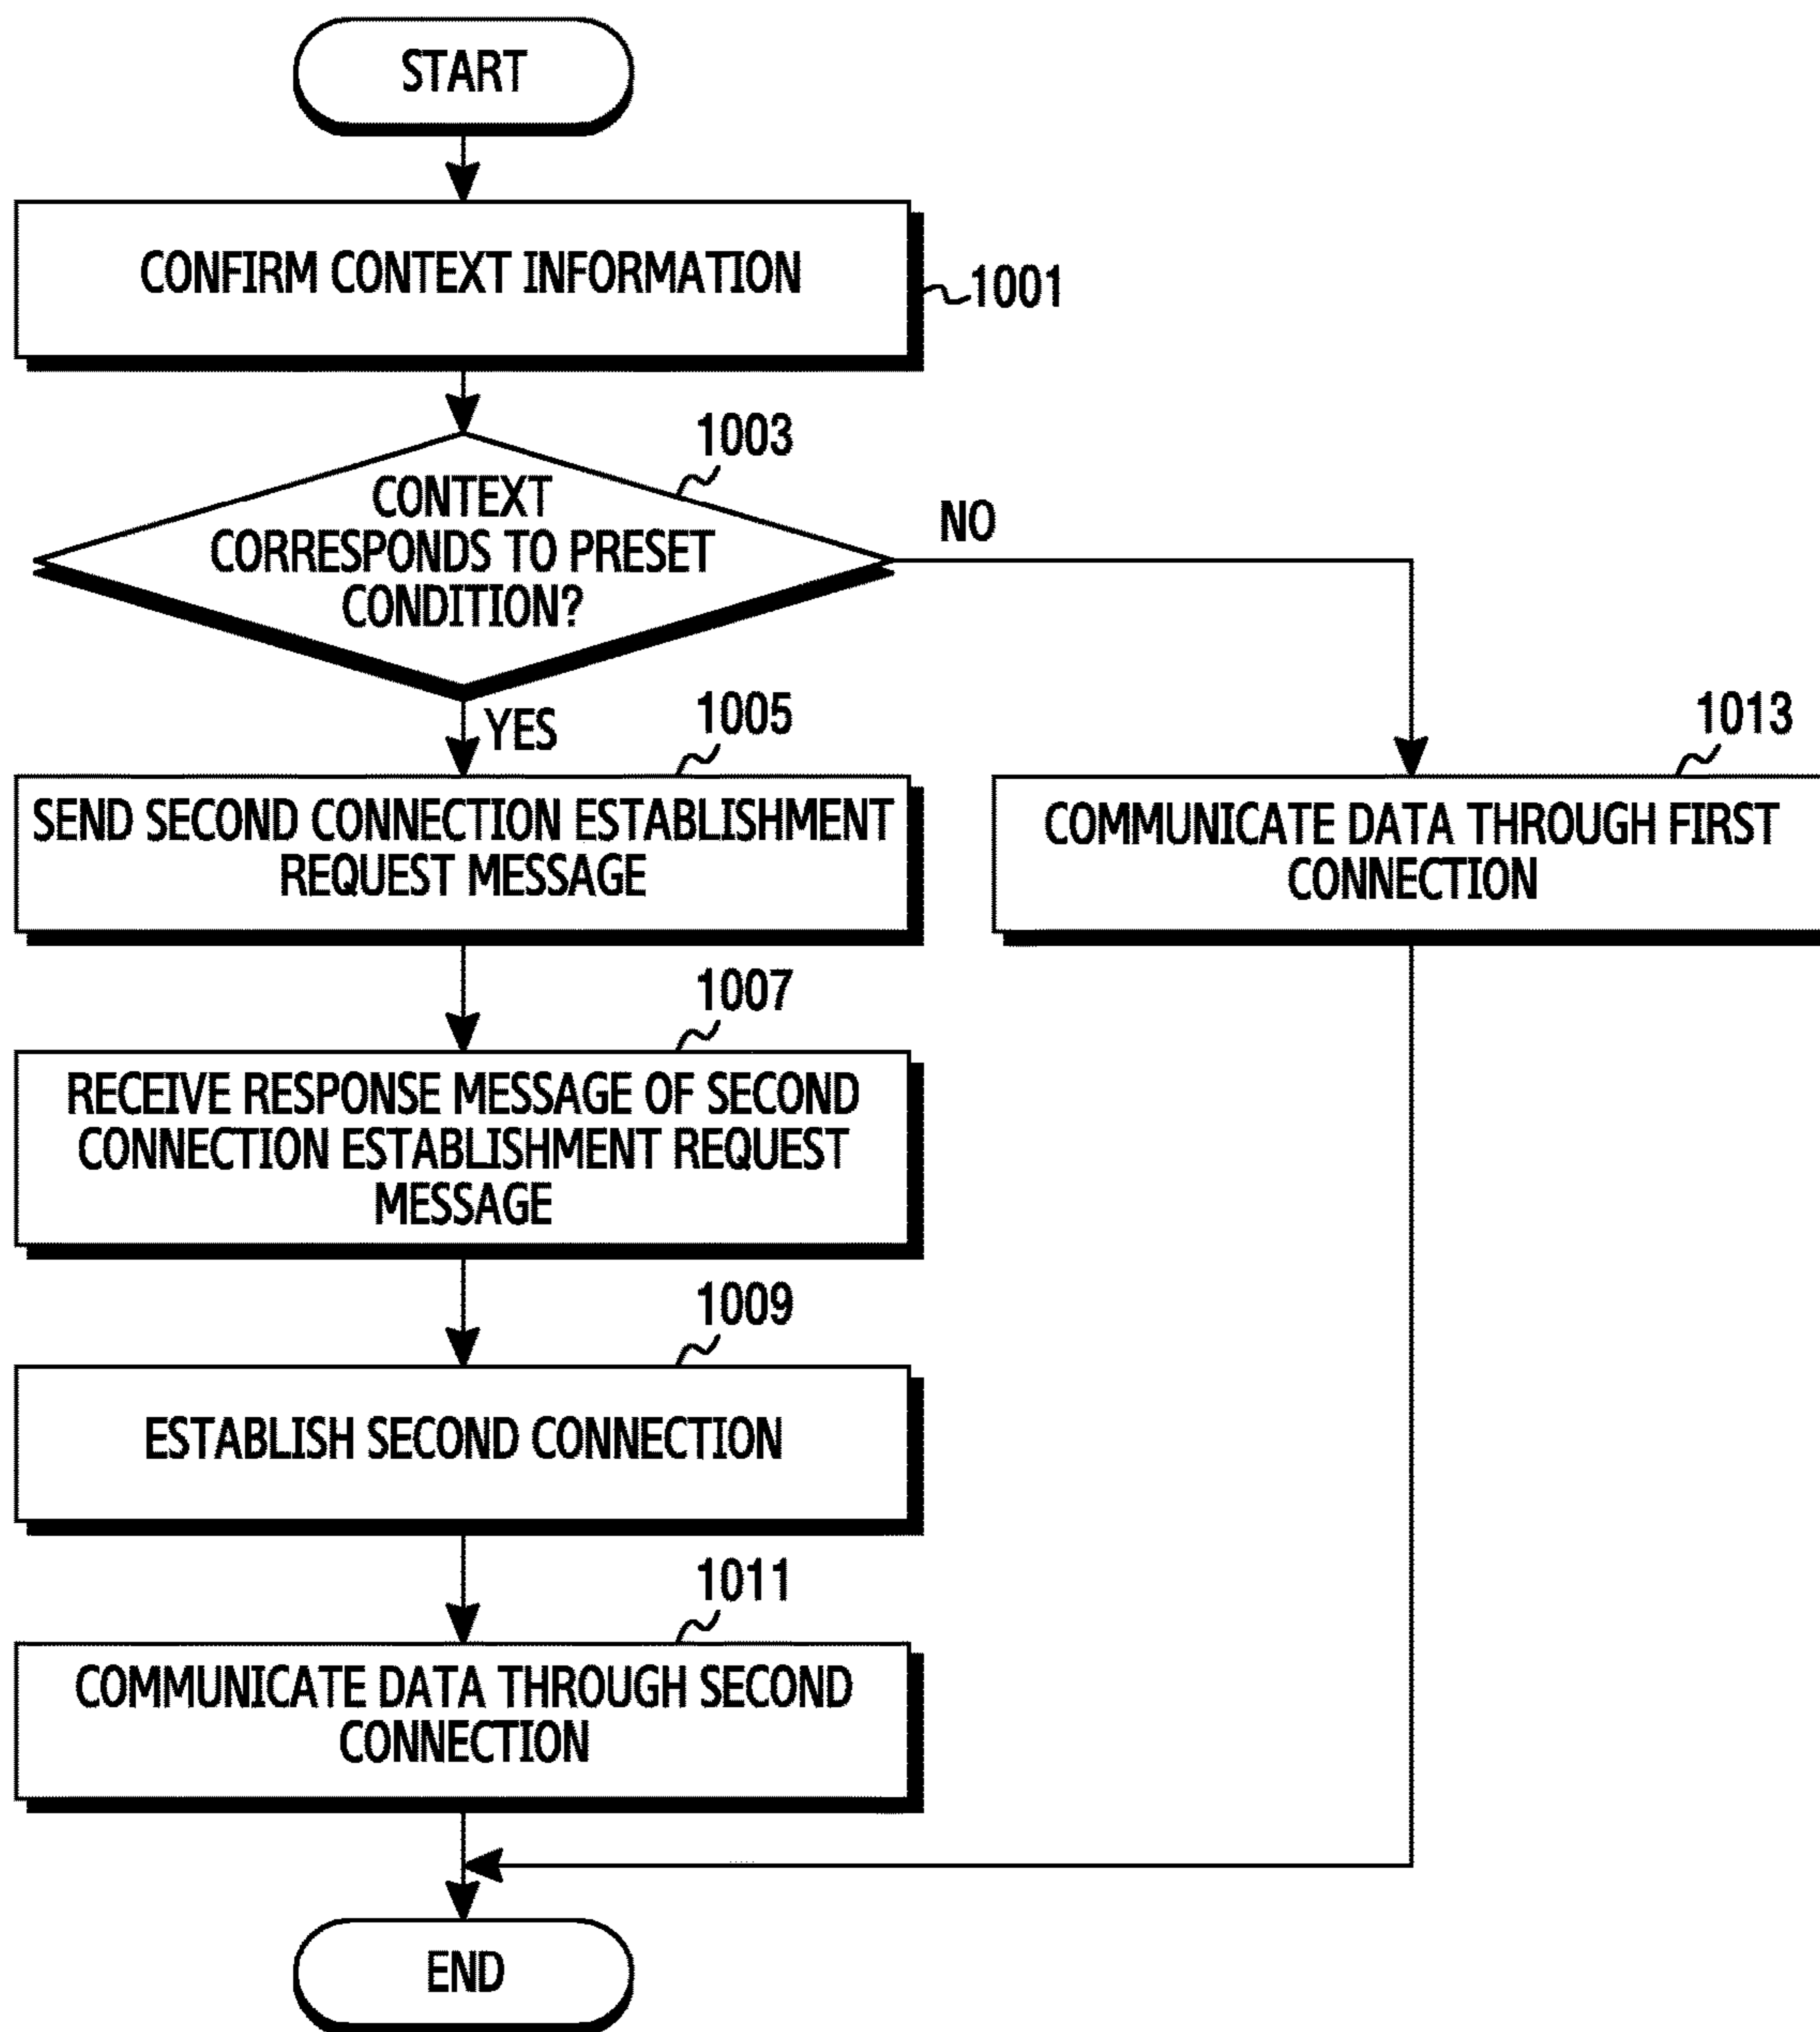 START
CONFIRM CONTEXT INFORMATION
1001
1003
CONTEXT
CORRESPONDS TO PRESET
CONDITION?
NO
YES
1005
SEND SECOND CONNECTION ESTABLISHMENT
REQUEST MESSAGE
1013
COMMUNICATE DATA THROUGH FIRST
CONNECTION
1007
RECEIVE RESPONSE MESSAGE OF SECOND
CONNECTION ESTABLISHMENT REQUEST
MESSAGE
1009
ESTABLISH SECOND CONNECTION
1011
COMMUNICATE DATA THROUGH SECOND
CONNECTION
END